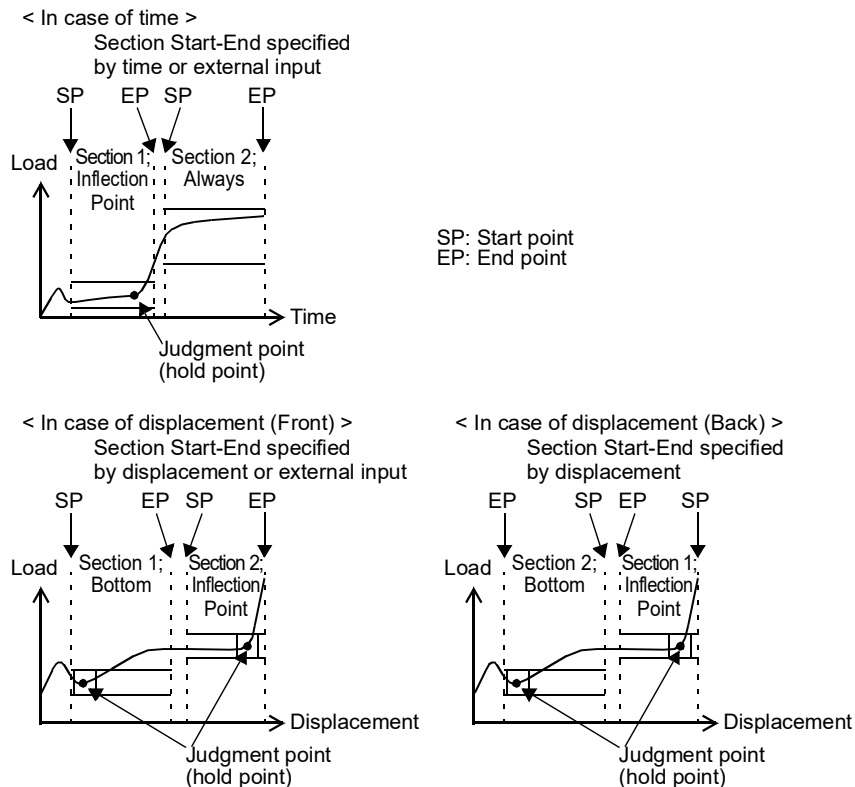 < In case of time >
Section Start-End specified
by time or external input
SP EP SP EP
Load
Section 1;
Inflection
Point
Section 2;
Always
SP: Start point
EP: End point
Time
Judgment point
(hold point)
< In case of displacement (Front) >
Section Start-End specified
by displacement or external input
SP EP SP EP
Load
Section 1;
Bottom
Section 2;
Inflection
Point
Displacement
Judgment point
(hold point)
< In case of displacement (Back) >
Section Start-End specified
by displacement
EP SP EP SP
Load
Section 2;
Bottom
Section 1;
Inflection
Point
Displacement
Judgment point
(hold point)